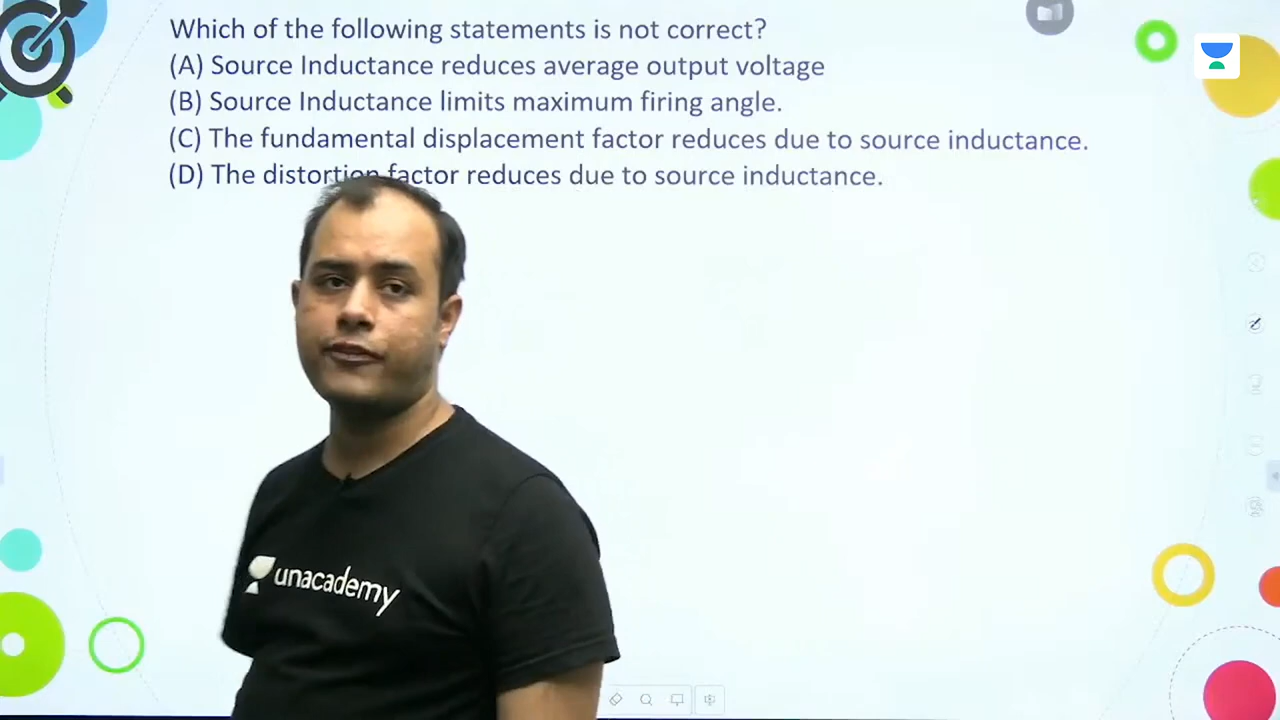 Which of the following statements is not correct?
(A) Source Inductance reduces average output voltage
(B) Source Inductance limits maximum firing angle.
(C) The fundamental displacement factor reduces due to source inductance.
(D) The distortion factor reduces due to source inductance.
unacademy